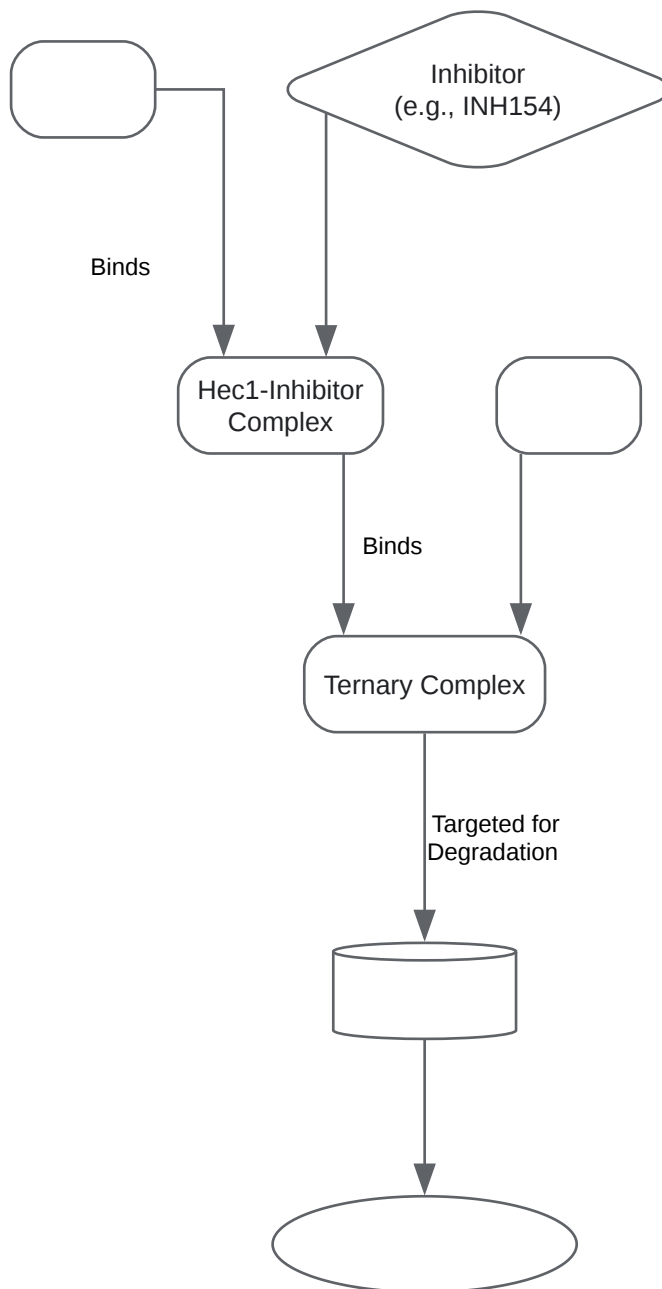 Inhibitor
(e.g., INH154)
Binds
Hec1-Inhibitor
Complex
Binds
Ternary Complex
Targeted for
Degradation